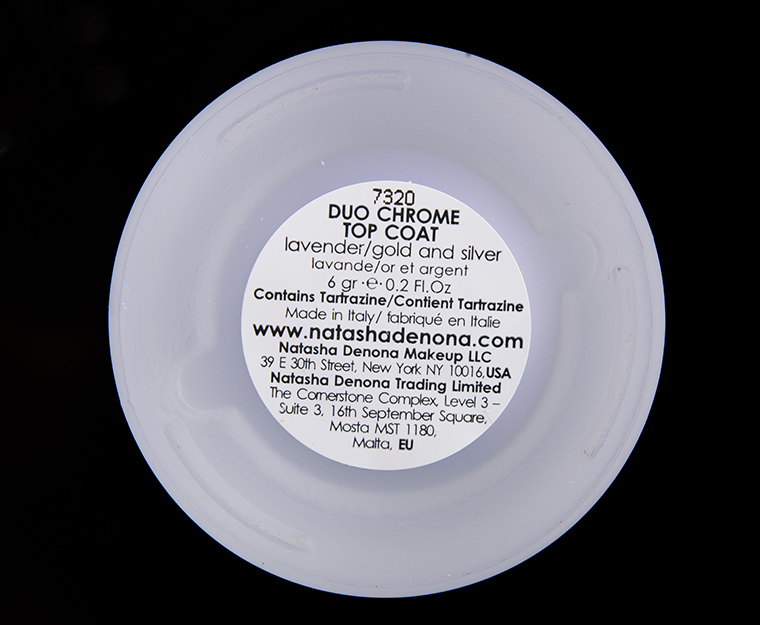 7320
DUO CHROME
TOP COAT
lavender/gold and silver
lavande/or et argent
6 gr ·℮· 0.2 Fl.Oz
Contains Tartrazine/Contient Tartrazine
Made in Italy/ fabriqué en Italie
www.natashadenona.com
Natasha Denona Makeup LLC
39 E 30th Street, New York NY 10016, USA
Natasha Denona Trading Limited
The Cornerstone Complex, Level 3 –
Suite 3, 16th September Square,
Mosta MST 1180,
Malta, EU